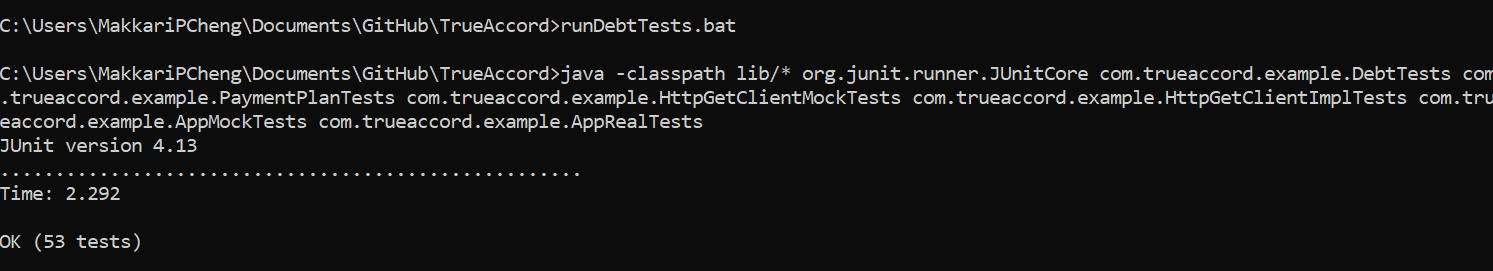 C:\Users\MakkariPCheng\Documents\GitHub\TrueAccord>runDebtTests.bat
C:\Users\MakkariPCheng\Documents\GitHub\TrueAccord>java -classpath lib/* org.junit.runner.JUnitCore com.trueaccord.example.DebtTests com
.trueaccord.example.PaymentPlanTests com.trueaccord.example.HttpGetClientMockTests com.trueaccord.example.HttpGetClientImplTests com.tru
eaccord.example.AppMockTests com.trueaccord.example.AppRealTests
JUnit version 4.13
.....................................................
Time: 2.292
OK (53 tests)